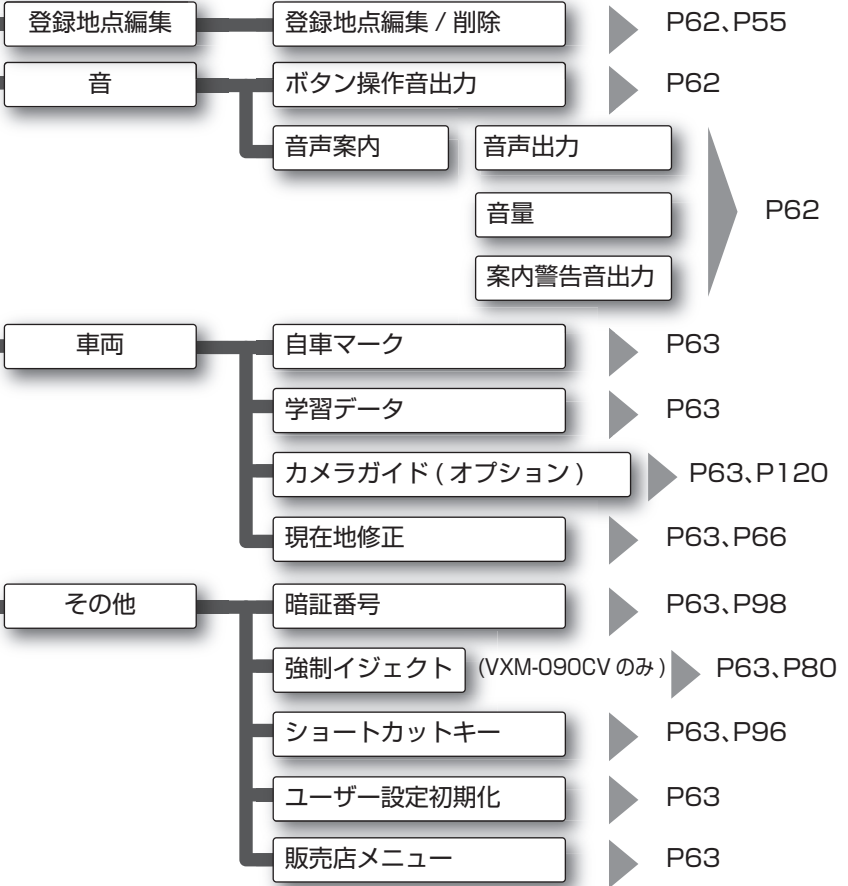 登録地点編集 登録地点編集 / 削除 P62、P55
音 ボタン操作音出力 P62
音声案内 音声出力
音量 P62
案内警告音出力
車両 自車マーク P63
学習データ P63
カメラガイド ( オプション ) P63、P120
現在地修正 P63、P66
その他 暗証番号 P63、P98
強制イジェクト (VXM-090CV のみ ) P63、P80
ショートカットキー P63、P96
ユーザー設定初期化 P63
販売店メニュー P63